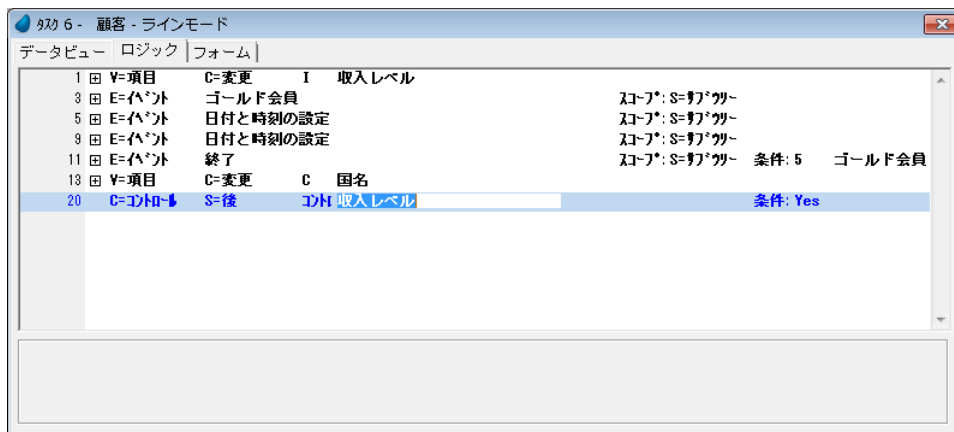 ﾀｽｸ 6 - 顧客 - ラインモード
データビュー ロジック フォーム
1 V=項目 C=変更 I 収入レベル
3 E=ｲﾍﾞﾝﾄ ゴールド会員 ｽｺｰﾌﾟ: S=ｻﾌﾞﾂﾘｰ
5 E=ｲﾍﾞﾝﾄ 日付と時刻の設定 ｽｺｰﾌﾟ: S=ｻﾌﾞﾂﾘｰ
9 E=ｲﾍﾞﾝﾄ 日付と時刻の設定 ｽｺｰﾌﾟ: S=ｻﾌﾞﾂﾘｰ
11 E=ｲﾍﾞﾝﾄ 終了 ｽｺｰﾌﾟ: S=ｻﾌﾞﾂﾘｰ 条件: 5 ゴールド会員
13 V=項目 C=変更 C 国名
20 C=ｺﾝﾄﾛｰﾙ S=後 ｺﾝﾄﾛ 収入レベル 条件: Yes